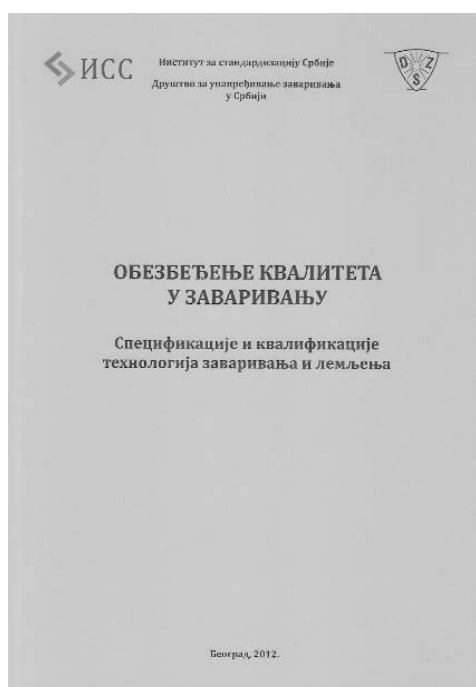 ИСС
Институт за стандардизацију Србије
Друштво за унапређивање заваривања
у Србији
D Z
S
ОБЕЗБЕЂЕЊЕ КВАЛИТЕТА
У ЗАВАРИВАЊУ
Спецификације и квалификације
технологија заваривања и лемљења
Београд, 2012.